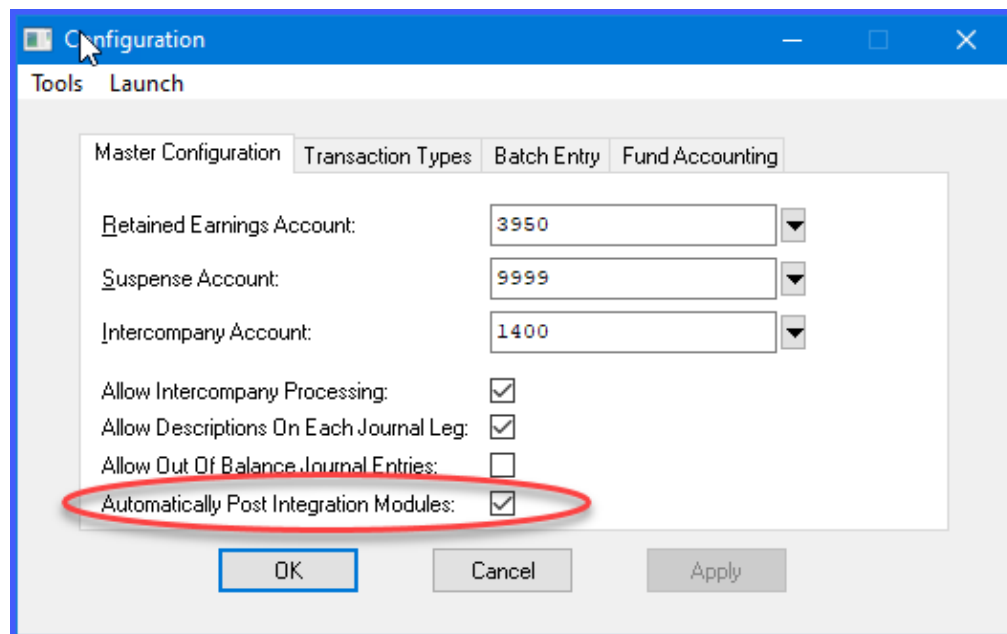 Configuration
Tools Launch
Master Configuration Transaction Types Batch Entry Fund Accounting
Retained Earnings Account: 3950
Suspense Account: 9999
Intercompany Account: 1400
Allow Intercompany Processing:
Allow Descriptions On Each Journal Leg:
Allow Out Of Balance Journal Entries:
Automatically Post Integration Modules:
OK Cancel Apply